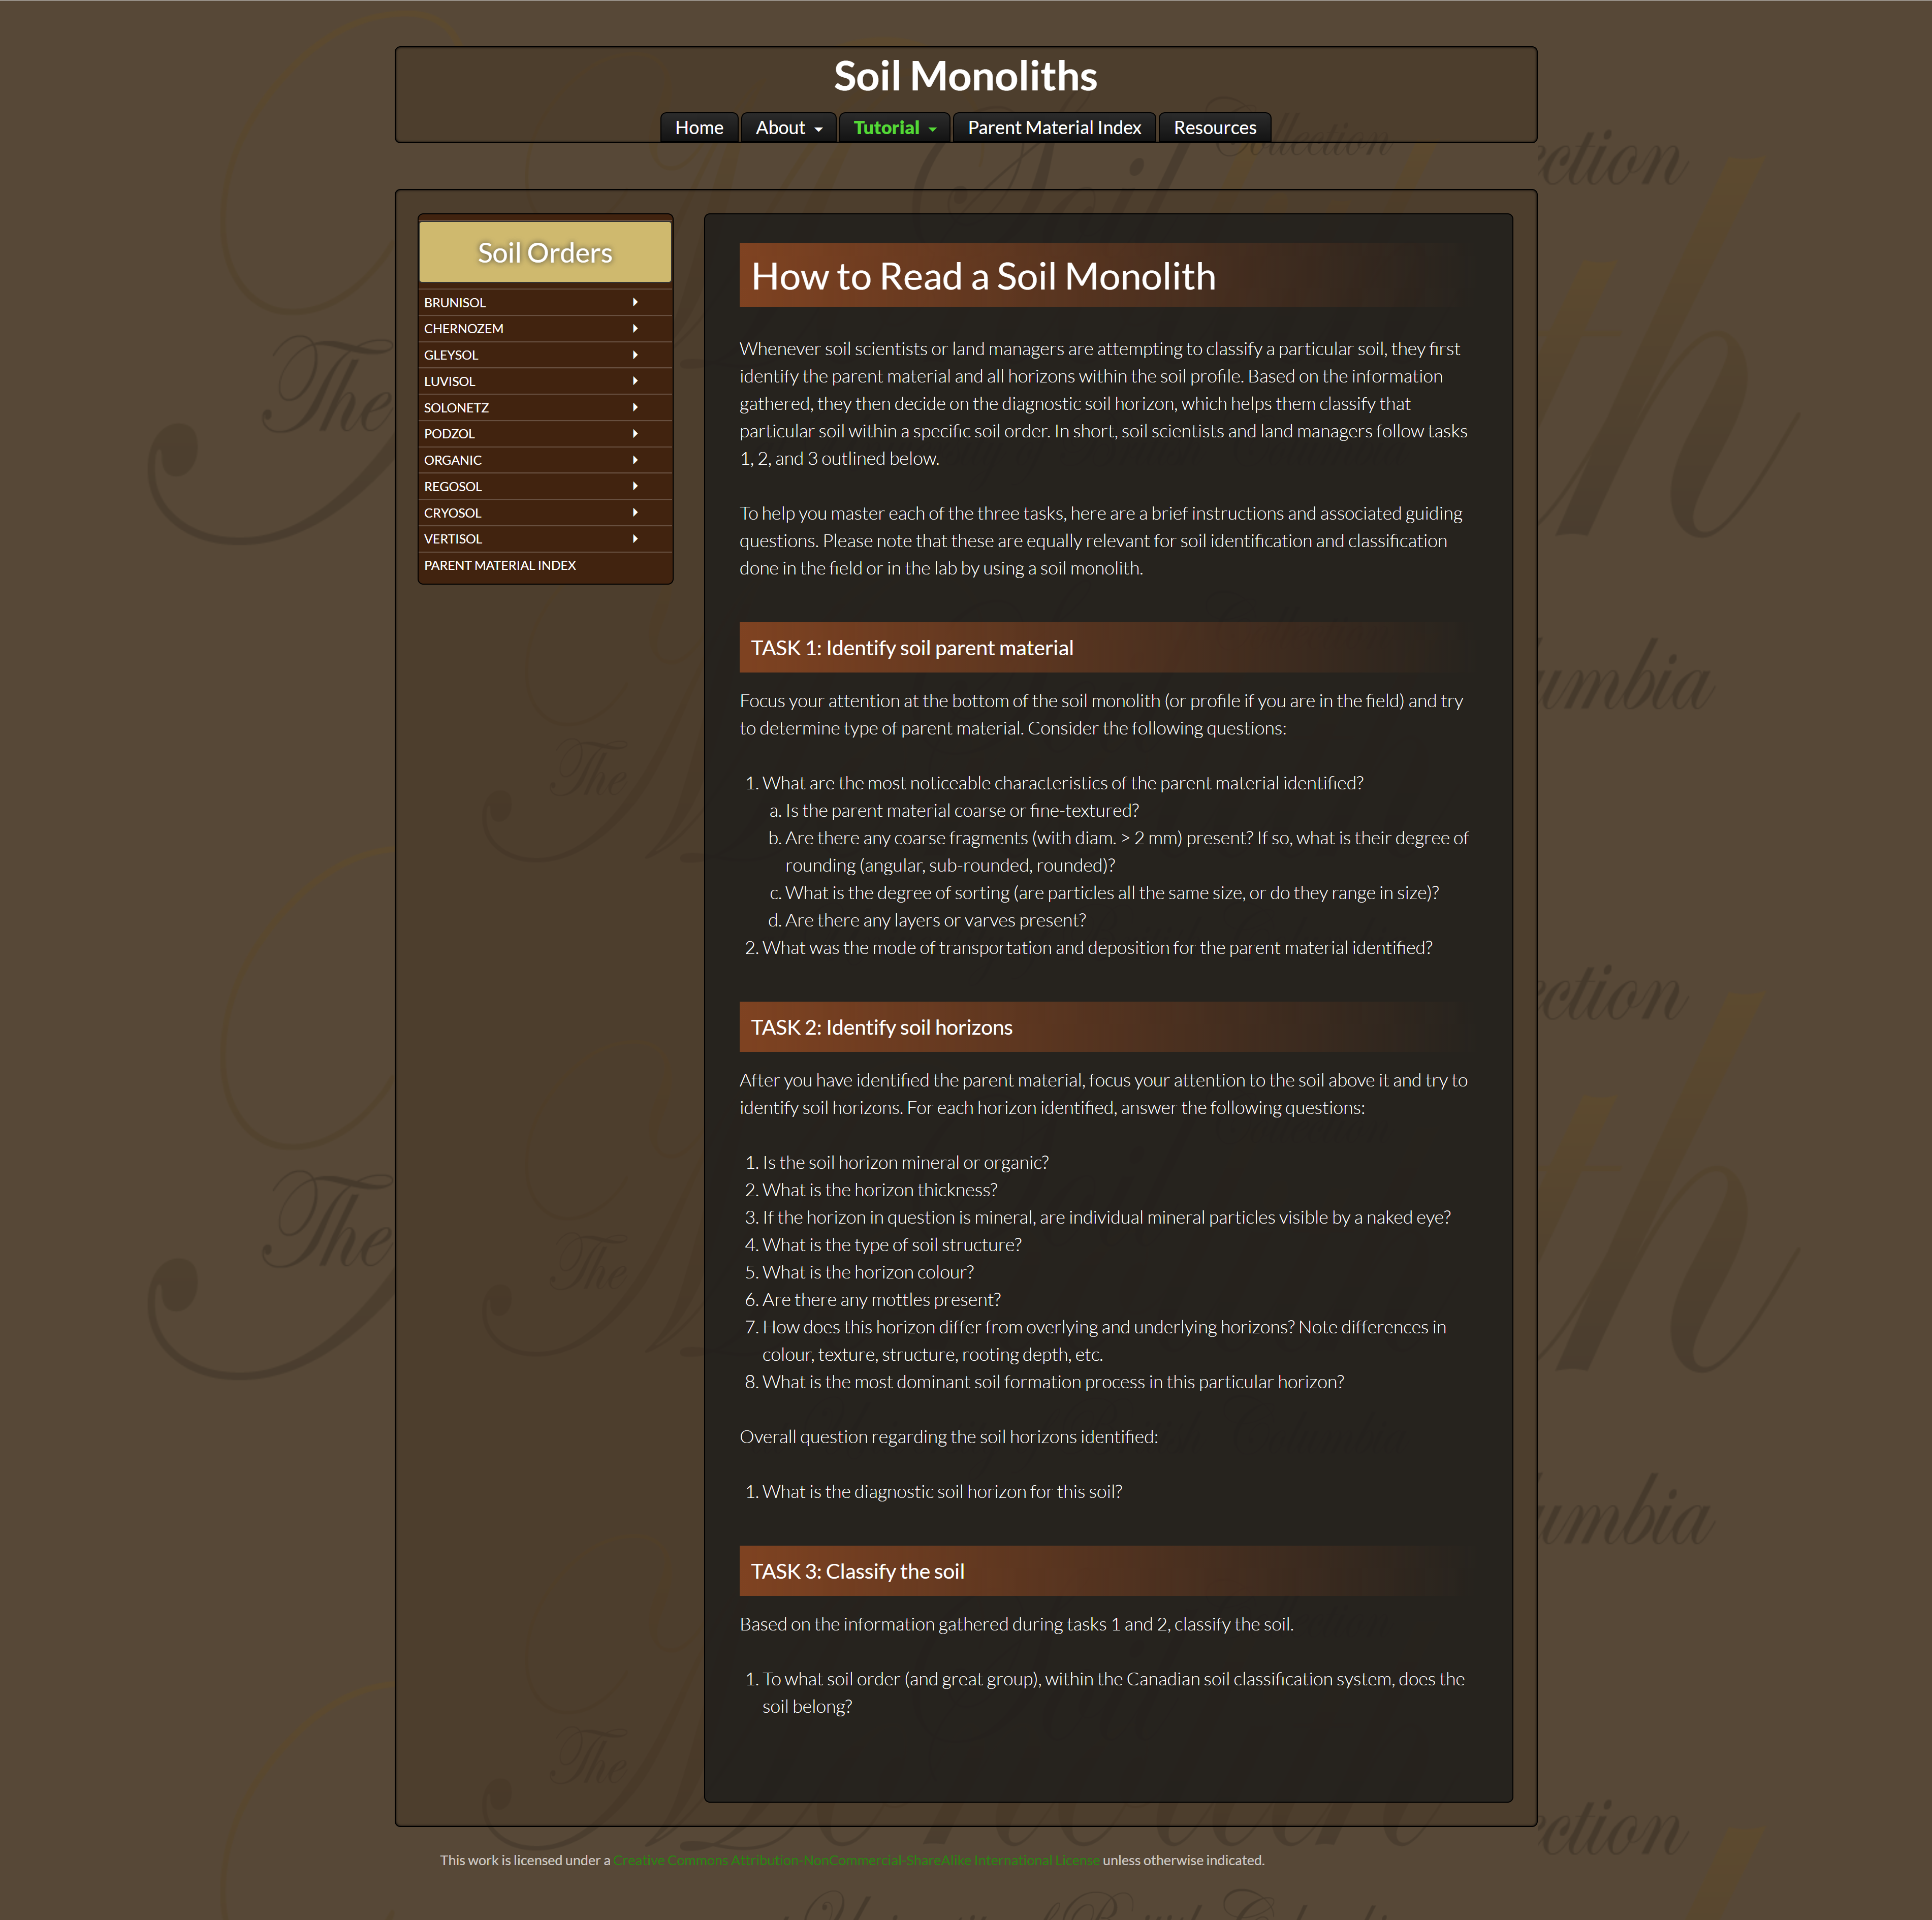 Soil Monoliths
Home About Tutorial Parent Material Index Resources
Soil Orders
BRUNISOL
CHERNOZEM
GLEYSOL
LUVISOL
SOLONETZ
PODZOL
ORGANIC
REGOSOL
CRYOSOL
VERTISOL
PARENT MATERIAL INDEX
How to Read a Soil Monolith
Whenever soil scientists or land managers are attempting to classify a particular soil, they first
identify the parent material and all horizons within the soil profile. Based on the information
gathered, they then decide on the diagnostic soil horizon, which helps them classify that
particular soil within a specific soil order. In short, soil scientists and land managers follow tasks
1, 2, and 3 outlined below.
To help you master each of the three tasks, here are a brief instructions and associated guiding
questions. Please note that these are equally relevant for soil identification and classification
done in the field or in the lab by using a soil monolith.
TASK 1: Identify soil parent material
Focus your attention at the bottom of the soil monolith (or profile if you are in the field) and try
to determine type of parent material. Consider the following questions:
1. What are the most noticeable characteristics of the parent material identified?
a. Is the parent material coarse or fine-textured?
b. Are there any coarse fragments (with diam. > 2 mm) present? If so, what is their degree of
rounding (angular, sub-rounded, rounded)?
c. What is the degree of sorting (are particles all the same size, or do they range in size)?
d. Are there any layers or varves present?
2. What was the mode of transportation and deposition for the parent material identified?
TASK 2: Identify soil horizons
After you have identified the parent material, focus your attention to the soil above it and try to
identify soil horizons. For each horizon identified, answer the following questions:
1. Is the soil horizon mineral or organic?
2. What is the horizon thickness?
3. If the horizon in question is mineral, are individual mineral particles visible by a naked eye?
4. What is the type of soil structure?
5. What is the horizon colour?
6. Are there any mottles present?
7. How does this horizon differ from overlying and underlying horizons? Note differences in
colour, texture, structure, rooting depth, etc.
8. What is the most dominant soil formation process in this particular horizon?
Overall question regarding the soil horizons identified:
1. What is the diagnostic soil horizon for this soil?
TASK 3: Classify the soil
Based on the information gathered during tasks 1 and 2, classify the soil.
1. To what soil order (and great group), within the Canadian soil classification system, does the
soil belong?
This work is licensed under a Creative Commons Attribution-NonCommercial-ShareAlike International License unless otherwise indicated.